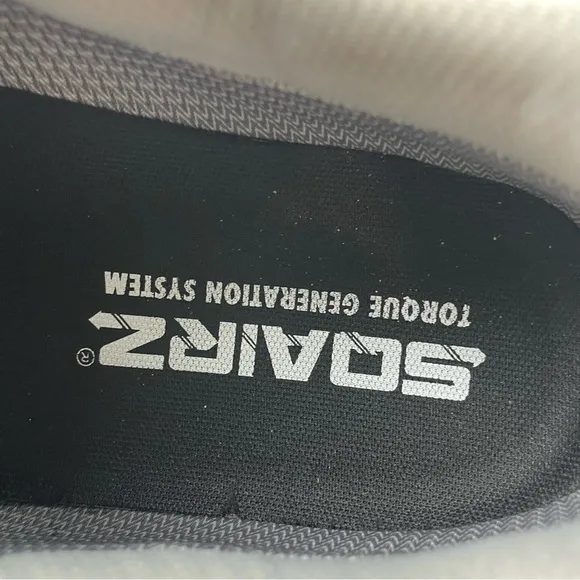 SQAIRZ®
TORQUE GENERATION SYSTEM